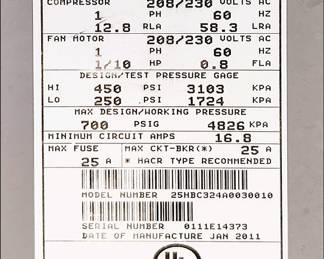 COMPRESSOR 208/230 VOLTS AC
1 PH 60 HZ
12.8 RLA 58.3 LRA
FAN MOTOR 208/230 VOLTS AC
1 PH 60 HZ
1/10 HP 0.8 FLA
DESIGN/TEST PRESSURE GAGE
HI 450 PSI 3103 KPA
LO 250 PSI 1724 KPA
MAX DESIGN/WORKING PRESSURE
700 PSIG 4826 KPA
MINIMUM CIRCUIT AMPS 16.8
MAX FUSE MAX CKT-BKR(*) 25 A
25 A * HACR TYPE RECOMMENDED
MODEL NUMBER 25HBC324A0030010
SERIAL NUMBER 0111E14373
DATE OF MANUFACTURE JAN 2011